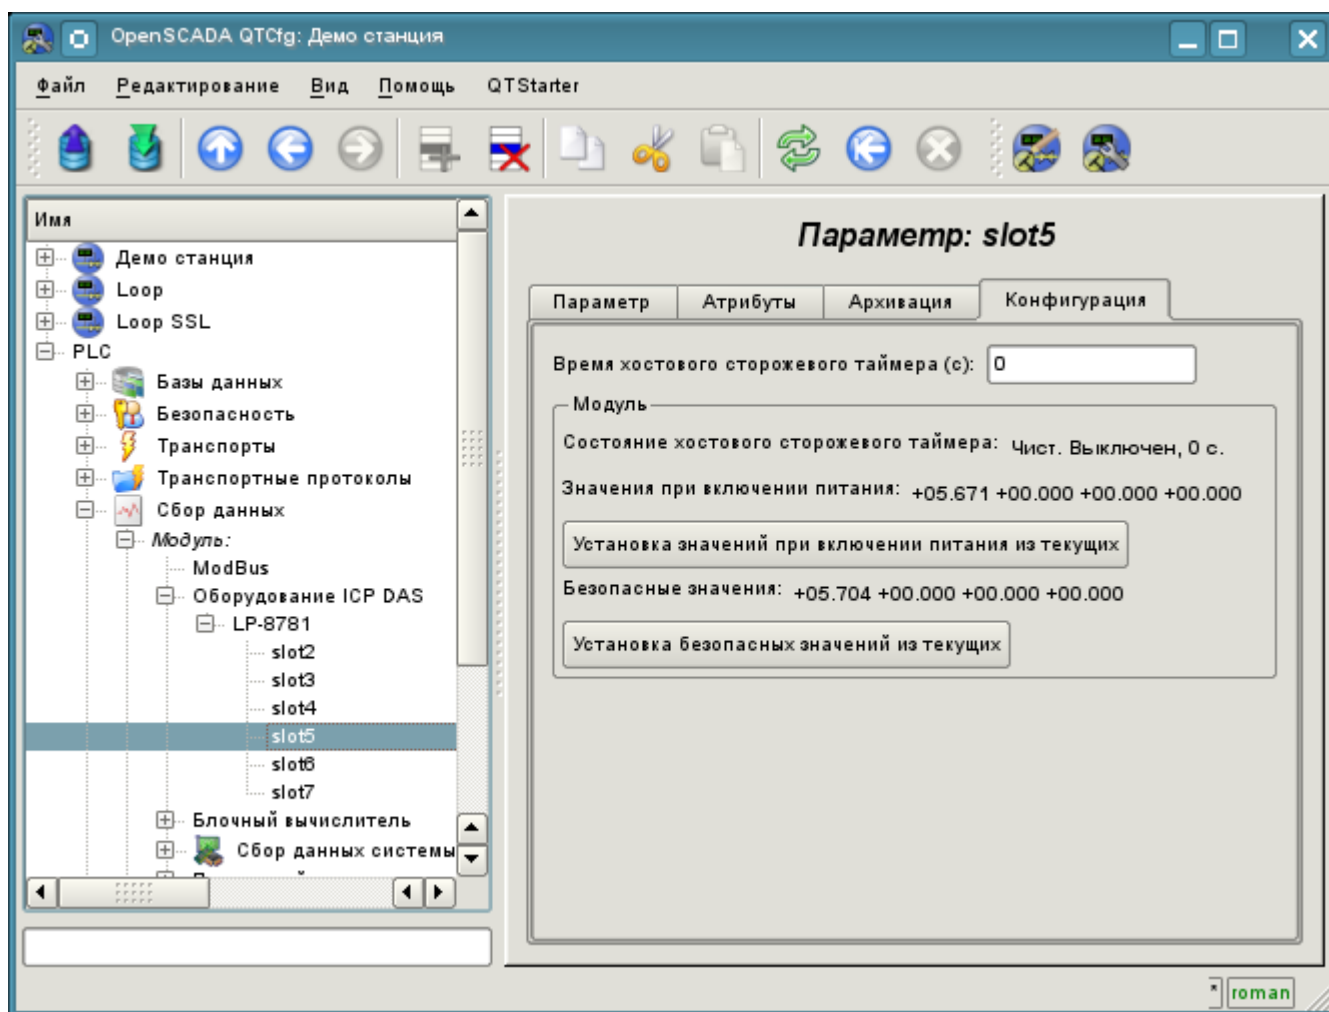 OpenSCADA QTCfg: Демо станция
Файл Редактирование Вид Помощь QTStarter
Имя
Демо станция
Loop
Loop SSL
PLC
Базы данных
Безопасность
Транспорты
Транспортные протоколы
Сбор данных
Модуль:
ModBus
Оборудование ICP DAS
LP-8781
slot2
slot3
slot4
slot5
slot6
slot7
Блочный вычислитель
Сбор данных системы
Параметр: slot5
Параметр Атрибуты Архивация Конфигурация
Время хостового сторожевого таймера (с): 0
Модуль
Состояние хостового сторожевого таймера: Чист. Выключен, 0 с.
Значения при включении питания: +05.671 +00.000 +00.000 +00.000
Установка значений при включении питания из текущих
Безопасные значения: +05.704 +00.000 +00.000 +00.000
Установка безопасных значений из текущих
* roman